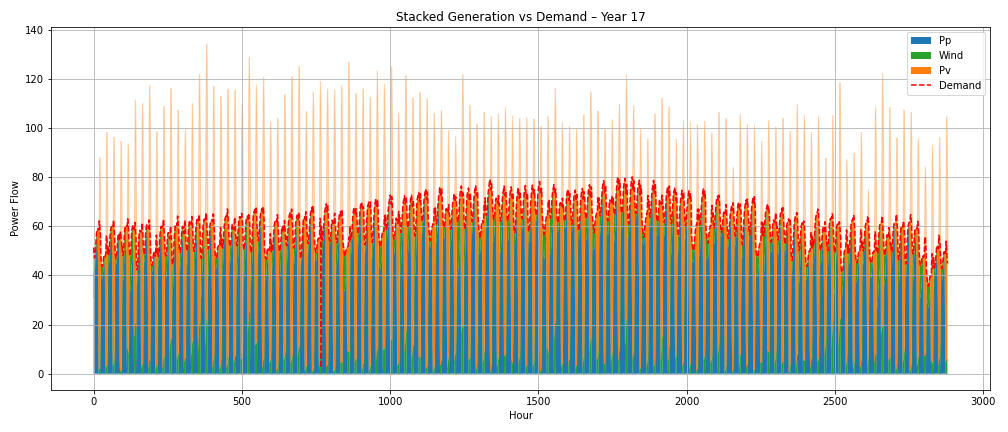 Stacked Generation vs Demand – Year 17
140
120
100
80
60
40
20
0
Power Flow
Pp
Wind
Pv
Demand
0
500
1000
1500
2000
2500
3000
Hour